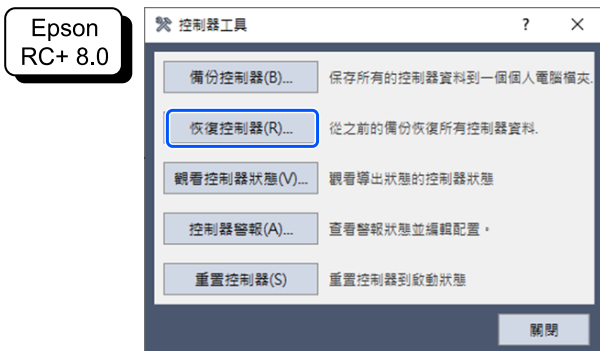 Epson
RC+ 8.0
控制器工具
?
備份控制器(B)...
保存所有的控制器資料到一個個人電腦檔夾.
恢復控制器(R)...
從之前的備份恢復所有控制器資料.
觀看控制器狀態(V)...
觀看導出狀態的控制器狀態
控制器警報(A)...
查看警報狀態並編輯配置。
重置控制器(S)
重置控制器到啟動狀態
關閉